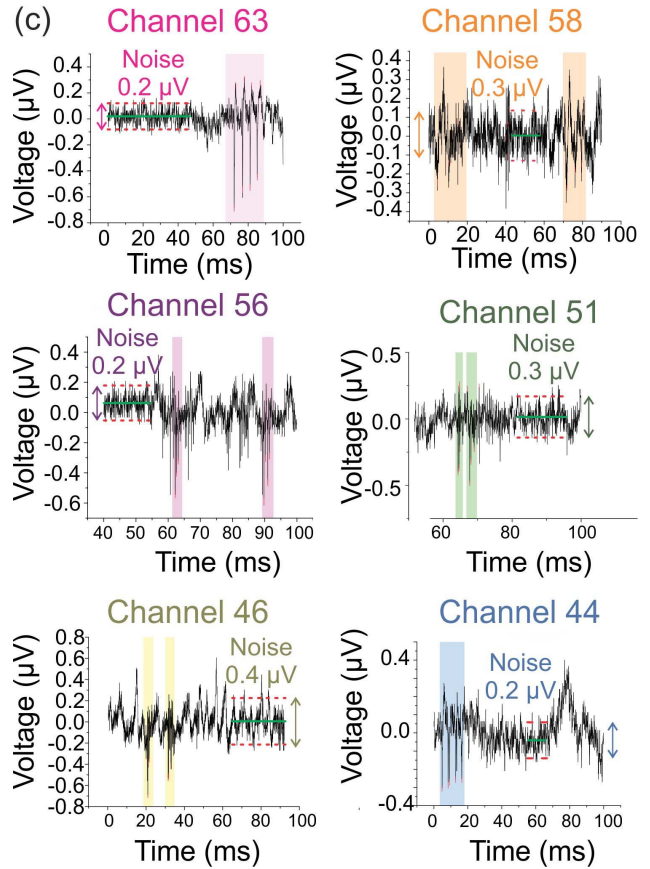 (c)
Channel 63
Noise
0.2 µV
Voltage (µV)
0.4
0.2
0.0
-0.2
-0.4
-0.6
-0.8
0 20 40 60 80 100
Time (ms)
Channel 58
Noise
0.3 µV
Voltage (µV)
0.4
0.3
0.2
0.1
0.0
-0.1
-0.2
-0.3
-0.4
0 20 40 60 80 100
Time (ms)
Channel 56
Noise
0.2 µV
Voltage (µV)
0.4
0.2
0.0
-0.2
-0.4
-0.6
40 50 60 70 80 90 100
Time (ms)
Channel 51
Noise
0.3 µV
Voltage (µV)
0.5
0.0
-0.5
60 80 100
Time (ms)
Channel 46
Noise
0.4 µV
Voltage (µV)
0.8
0.6
0.4
0.2
0.0
-0.2
-0.4
-0.6
-0.8
0 20 40 60 80 100
Time (ms)
Channel 44
Noise
0.2 µV
Voltage (µV)
0.4
0.0
-0.4
0 20 40 60 80 100
Time (ms)